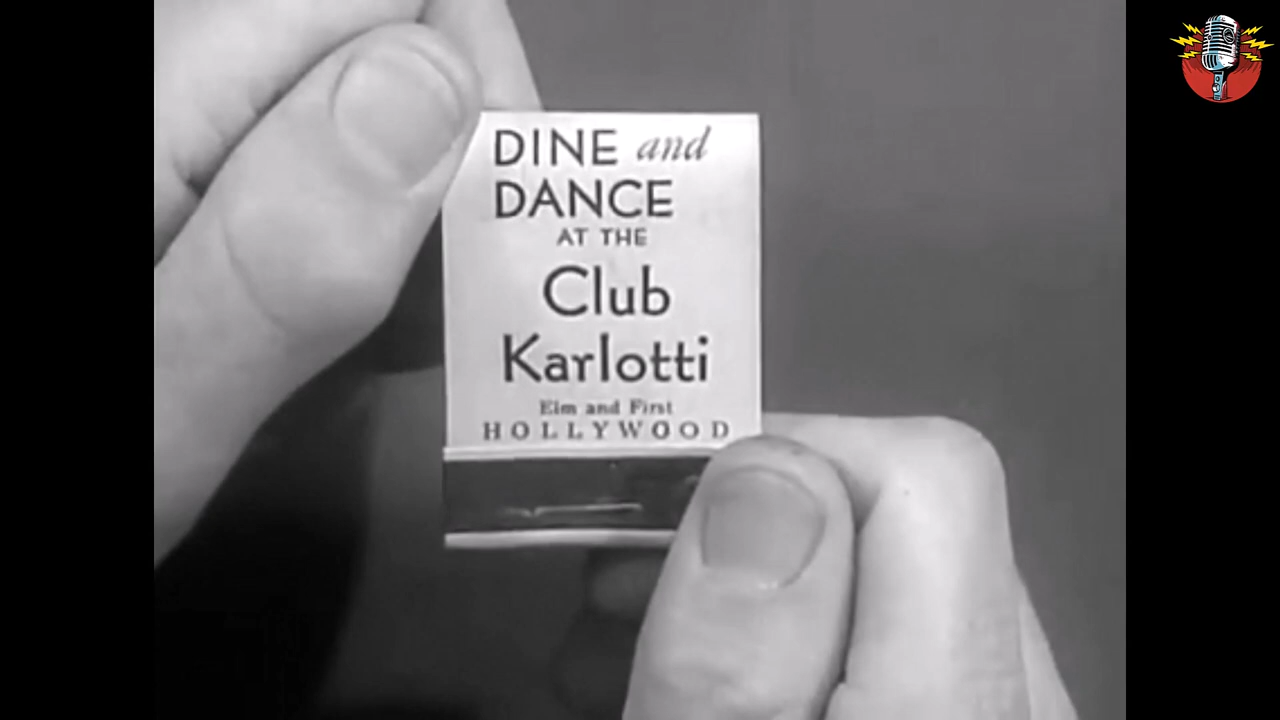 DINE and
DANCE
AT THE
Club
Karlotti
Elm and First
HOLLYWOOD